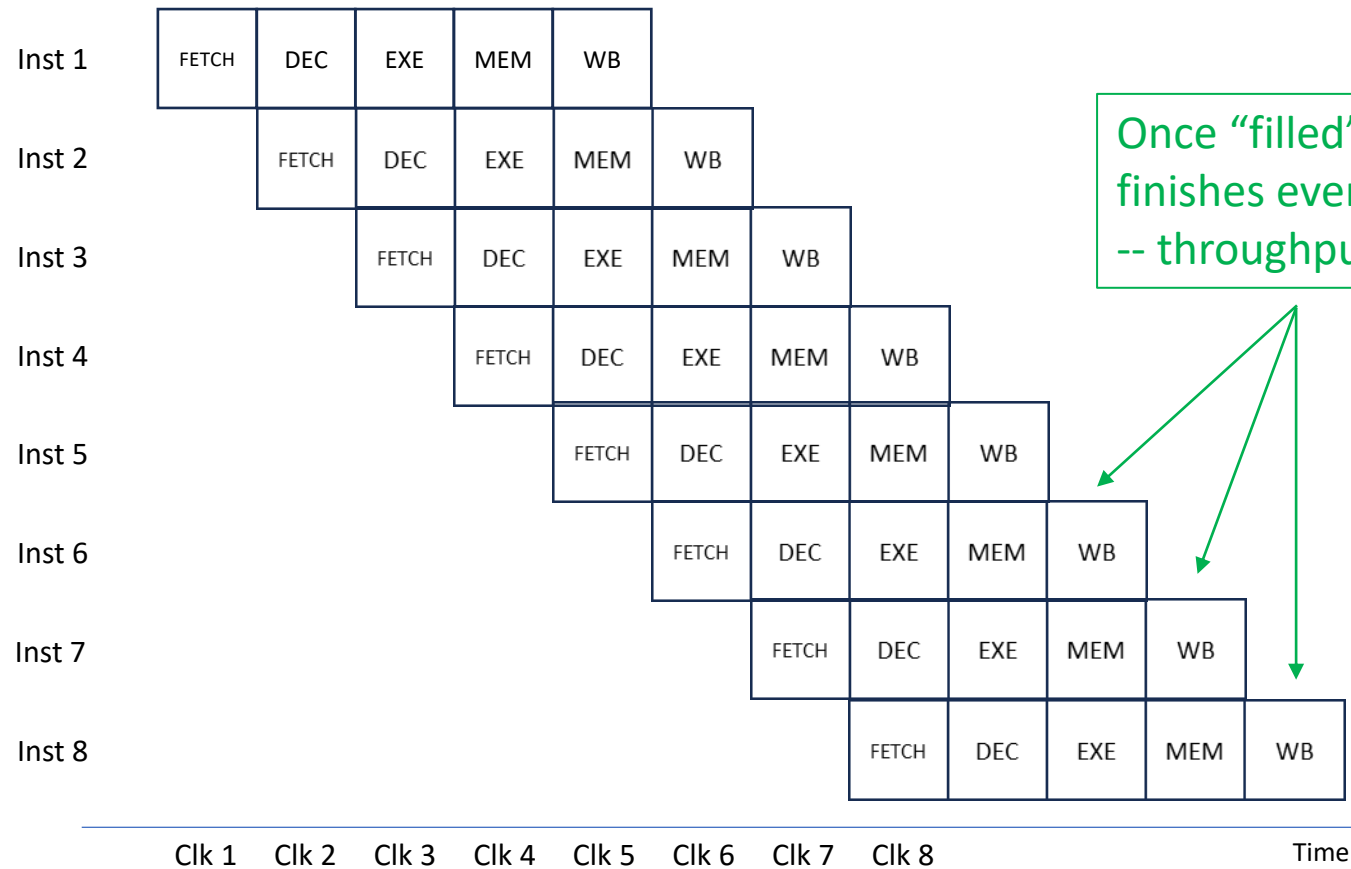 Inst 1 FETCH DEC EXE MEM WB
Inst 2 FETCH DEC EXE MEM WB
Once “filled”
finishes ever
-- throughpu
Inst 3 FETCH DEC EXE MEM WB
Inst 4 FETCH DEC EXE MEM WB
Inst 5 FETCH DEC EXE MEM WB
Inst 6 FETCH DEC EXE MEM WB
Inst 7 FETCH DEC EXE MEM WB
Inst 8 FETCH DEC EXE MEM WB
Clk 1 Clk 2 Clk 3 Clk 4 Clk 5 Clk 6 Clk 7 Clk 8 Time